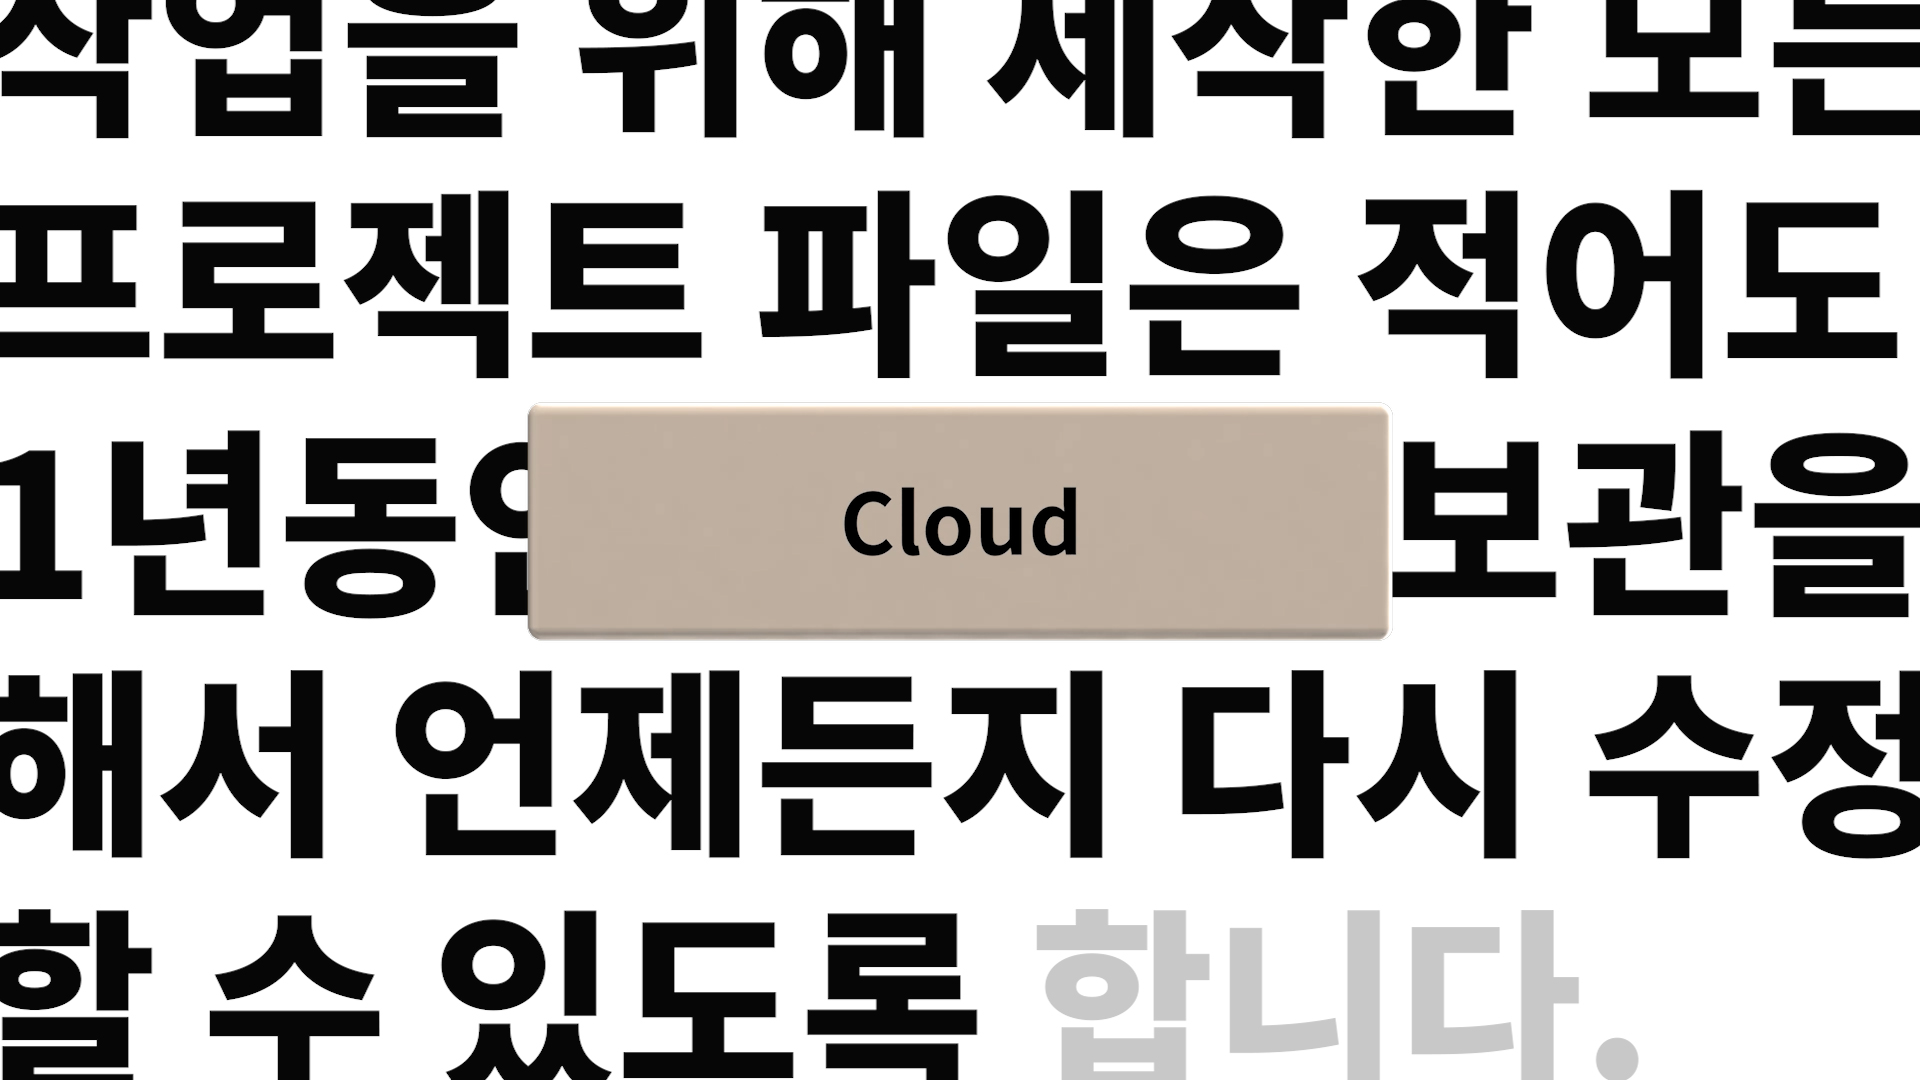 작업을 위해 제작한 모든
프로젝트 파일은 적어도
1년동안 보관을
Cloud
해서 언제든지 다시 수정
할 수 있도록 합니다.